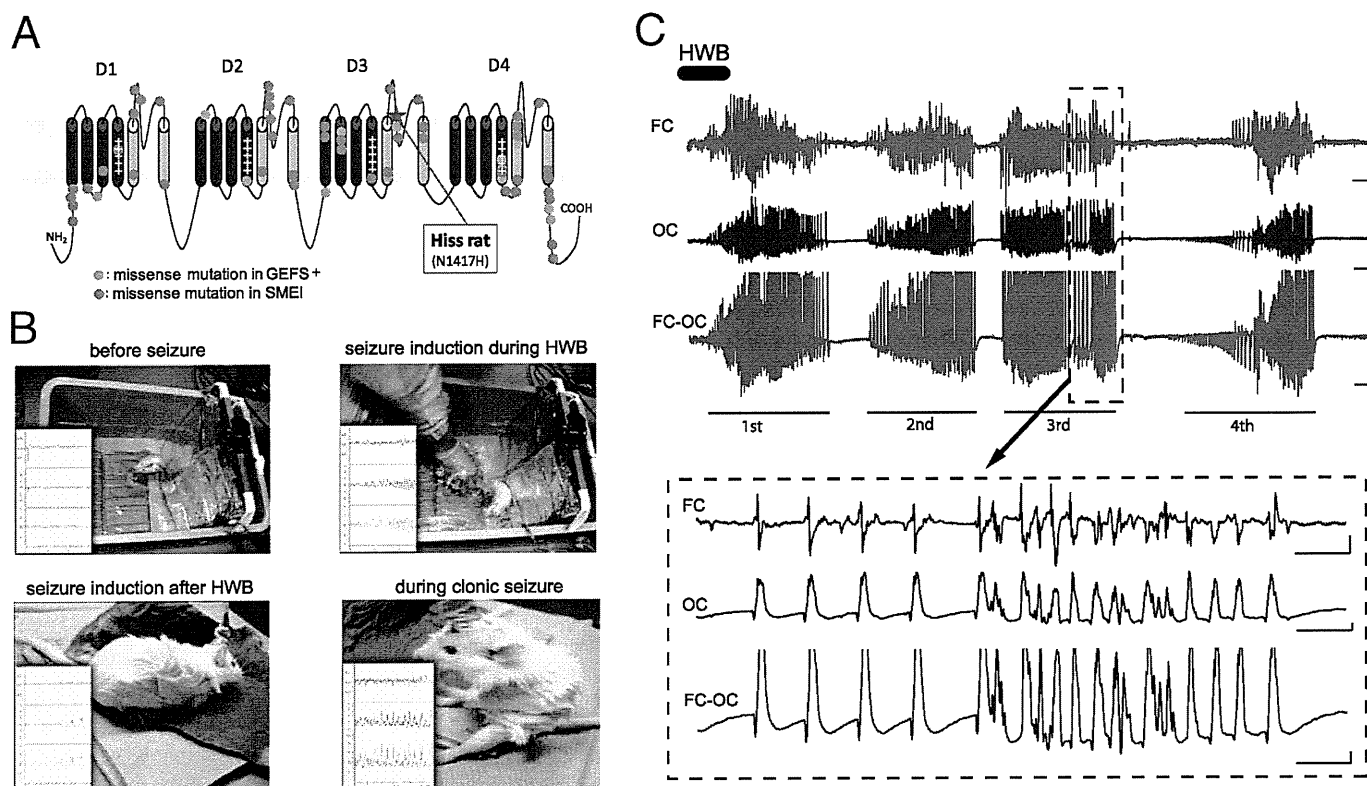 A
D1 D2 D3 D4
NH2
COOH
Hiss rat
(N1417H)
: missense mutation in GEFS+
: missense mutation in SMEI
B
before seizure
seizure induction during HWB
seizure induction after HWB
during clonic seizure
C
HWB
FC
OC
FC-OC
1st 2nd 3rd 4th
FC
OC
FC-OC